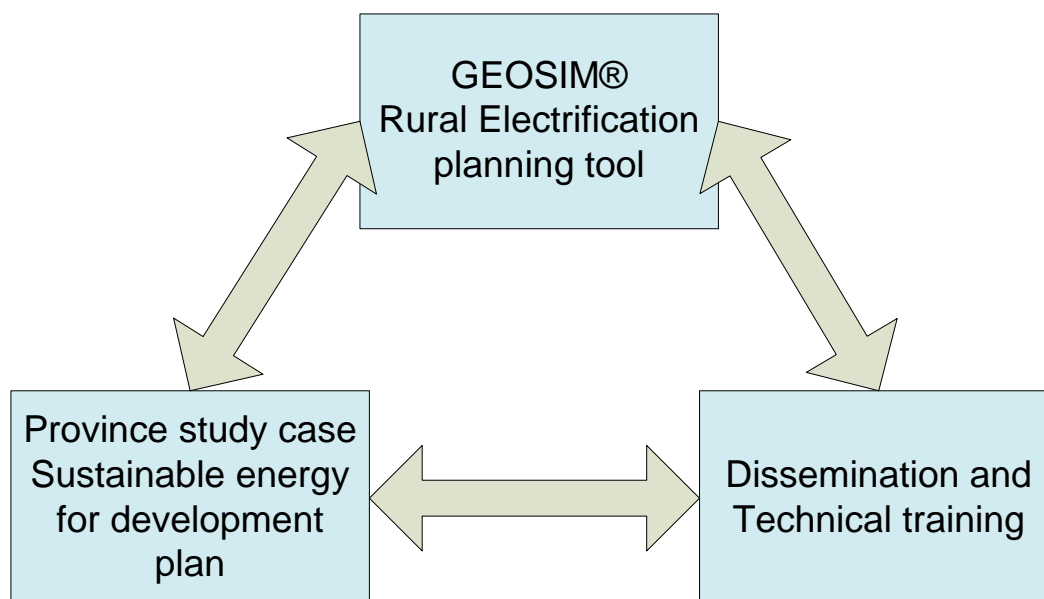 GEOSIM®
Rural Electrification
planning tool
Province study case
Sustainable energy
for development
plan
Dissemination and
Technical training